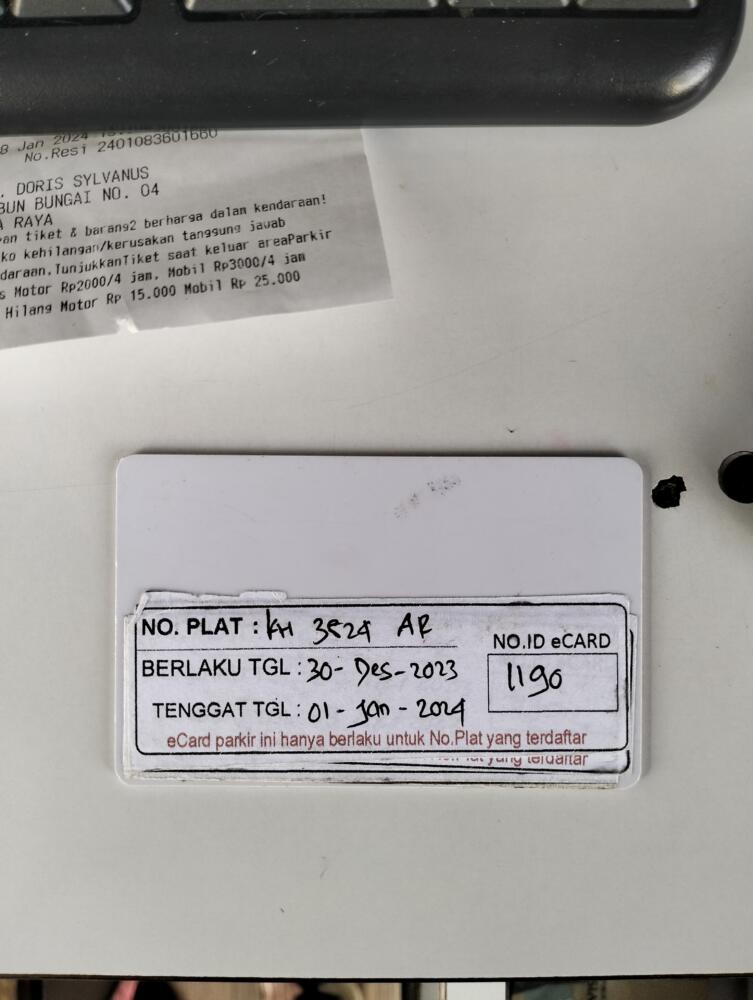 8 Jan 2024
No.Resi 2401083601660
. DORIS SYLVANUS
BUN BUNGAI NO. 04
A RAYA
an tiket & barang2 berharga dalam kendaraan!
ko kehilangan/kerusakan tanggung jawab
daraan.TunjukkanTiket saat keluar areaParkir
s Motor Rp2000/4 jam, Mobil Rp3000/4 jam
Hilang Motor Rp 15.000 Mobil Rp 25.000
NO. PLAT : KH 3524 AR
NO.ID eCARD
BERLAKU TGL : 30-Des-2023
1190
TENGGAT TGL : 01-Jan-2024
eCard parkir ini hanya berlaku untuk No.Plat yang terdaftar
yang terdaftar